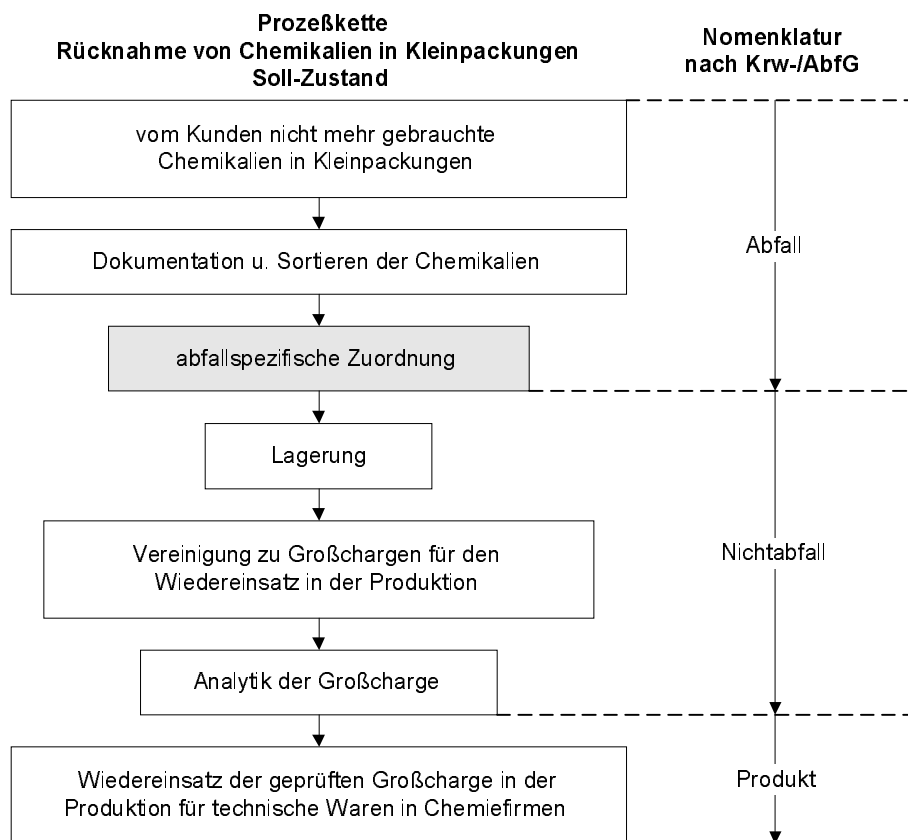 Prozeßkette
Rücknahme von Chemikalien in Kleinpackungen
Soll-Zustand
Nomenklatur
nach Krw-/AbfG
vom Kunden nicht mehr gebrauchte
Chemikalien in Kleinpackungen
Dokumentation u. Sortieren der Chemikalien
Abfall
abfallspezifische Zuordnung
Lagerung
Vereinigung zu Großchargen für den
Wiedereinsatz in der Produktion
Nichtabfall
Analytik der Großcharge
Wiedereinsatz der geprüften Großcharge in der
Produktion für technische Waren in Chemiefirmen
Produkt